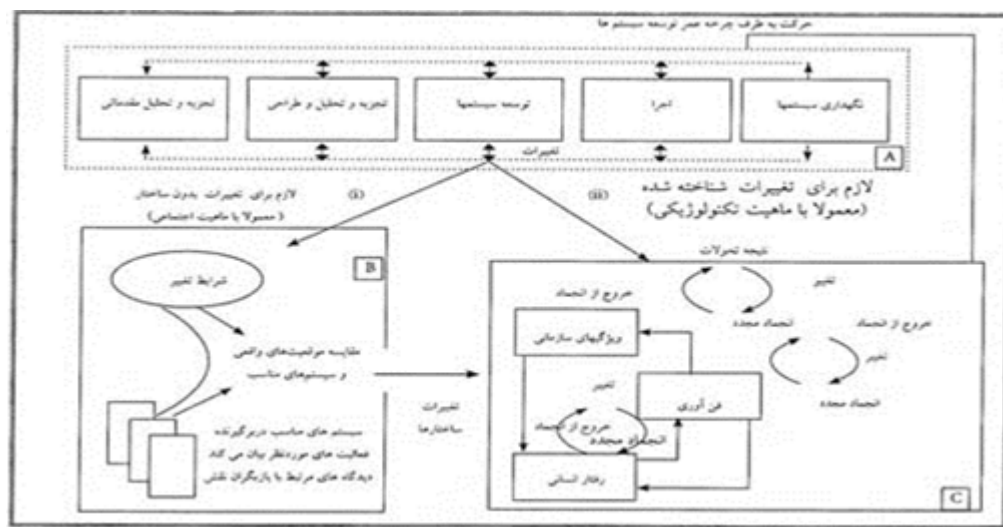 حرکت به طرف چرخه عمر توسعه سیستم ها
نگهداری سیستمها
اجرا
توسعه سیستمها
تجزیه و تحلیل و طراحی
تجزیه و تحلیل مقدماتی
A
تغییرات
(ii)
لازم برای تغییرات شناخته شده
(معمولا با ماهیت تکنولوژیکی)
(i)
لازم برای تغییرات بدون ساختار
(معمولا با ماهیت اجتماعی)
B
شرایط تغییر
مقایسه موقعیت‌های واقعی
و سیستم‌های مناسب
سیستم های مناسب دربرگیرنده
فعالیت های موردنظر بیان می کند
دیدگاه های مرتبط با بازیگران نقش
تغییرات
ساختارها
نتیجه تحولات
تغییر
خروج از انجماد
انجماد مجدد
خروج از انجماد
تغییر
انجماد مجدد
ویژگیهای سازمانی
فن آوری
تغییر
خروج از انجماد
انجماد مجدد
رفتار انسانی
C